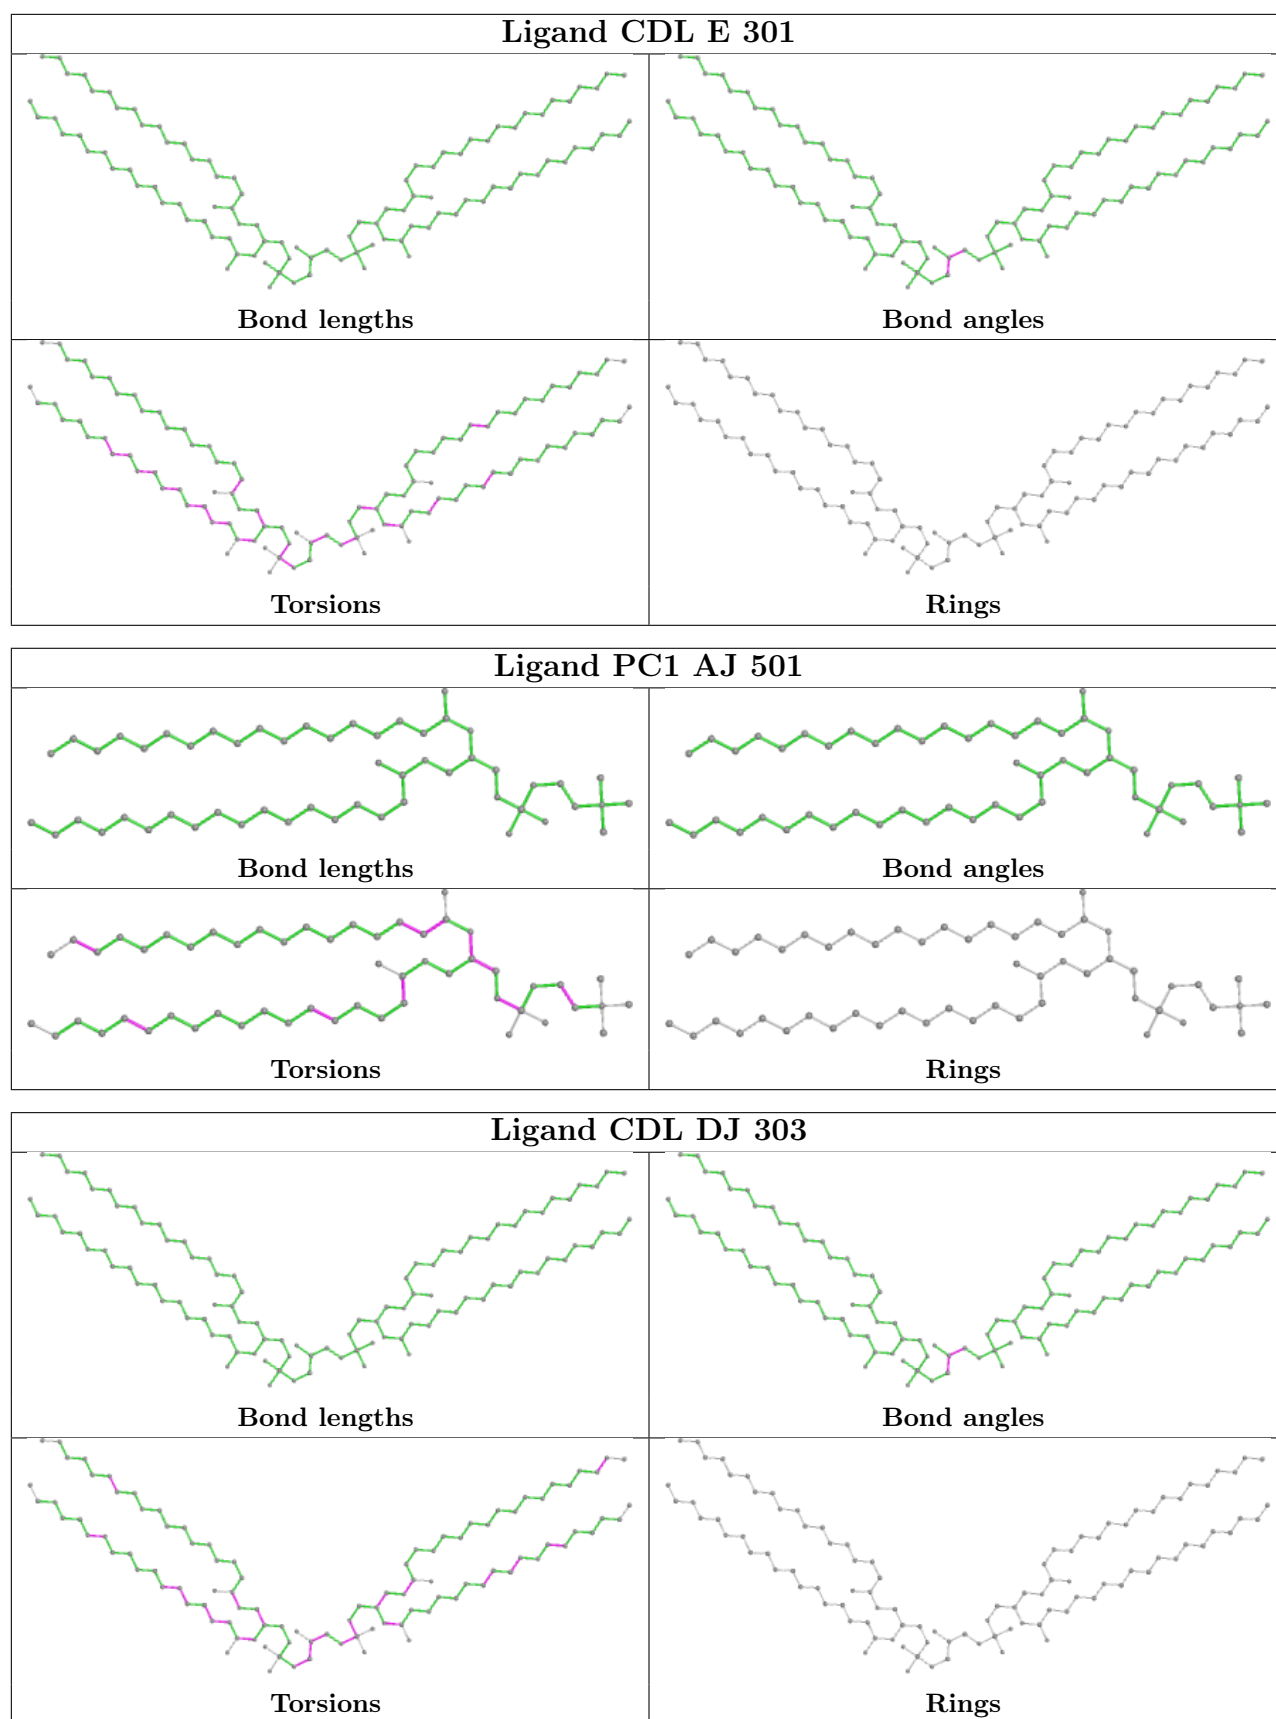 Ligand CDL E 301
Bond lengths
Bond angles
Torsions
Rings
Ligand PC1 AJ 501
Bond lengths
Bond angles
Torsions
Rings
Ligand CDL DJ 303
Bond lengths
Bond angles
Torsions
Rings